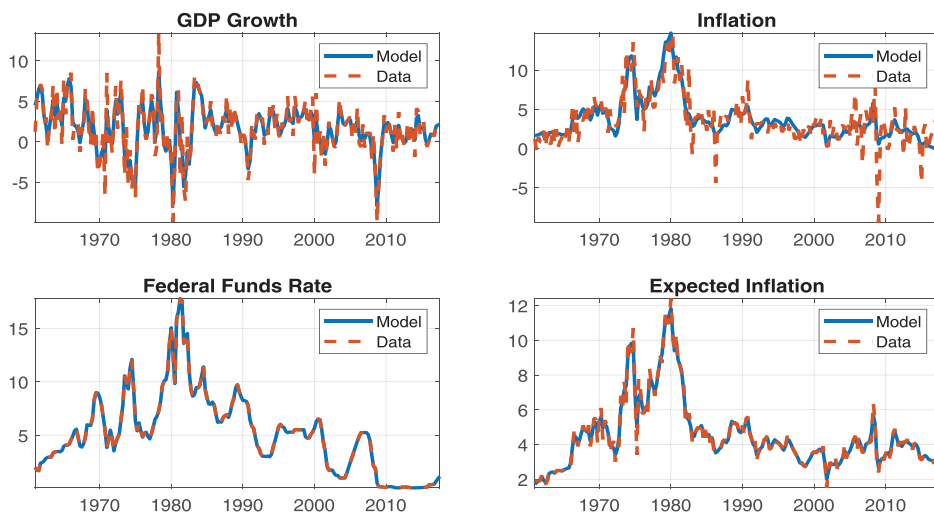 GDP Growth
Model
Data
10
5
0
-5
1970 1980 1990 2000 2010
Inflation
Model
Data
10
5
0
-5
1970 1980 1990 2000 2010
Federal Funds Rate
Model
Data
15
10
5
1970 1980 1990 2000 2010
Expected Inflation
Model
Data
12
10
8
6
4
2
1970 1980 1990 2000 2010